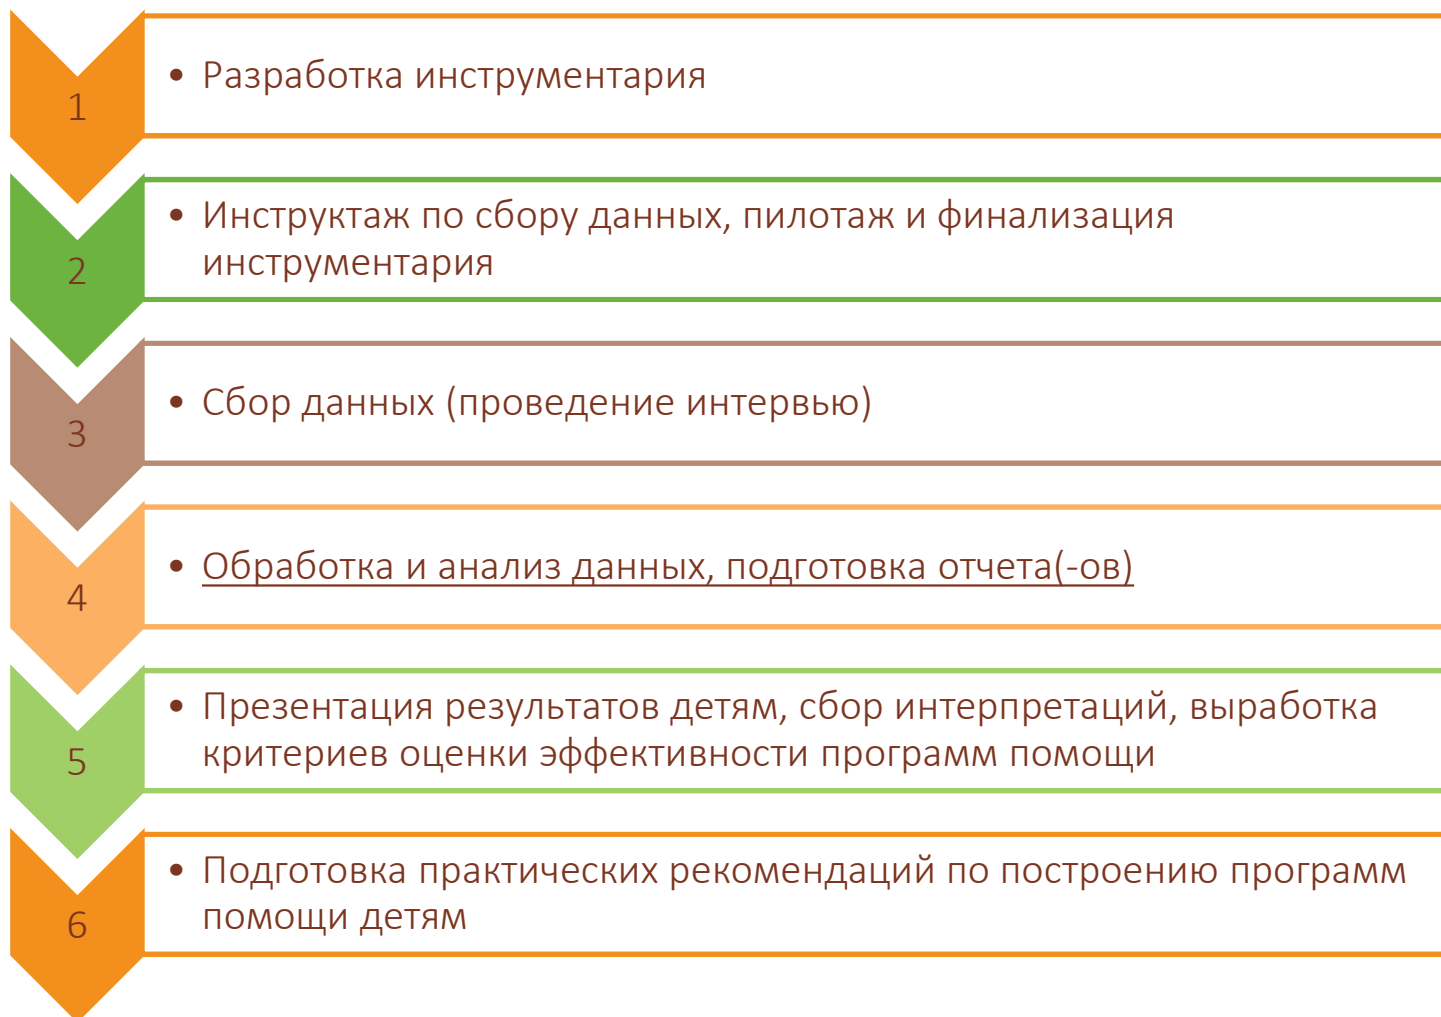 1
• Разработка инструментария
2
• Инструктаж по сбору данных, пилотаж и финализация
инструментария
3
• Сбор данных (проведение интервью)
4
• Обработка и анализ данных, подготовка отчета(-ов)
5
• Презентация результатов детям, сбор интерпретаций, выработка
критериев оценки эффективности программ помощи
6
• Подготовка практических рекомендаций по построению программ
помощи детям